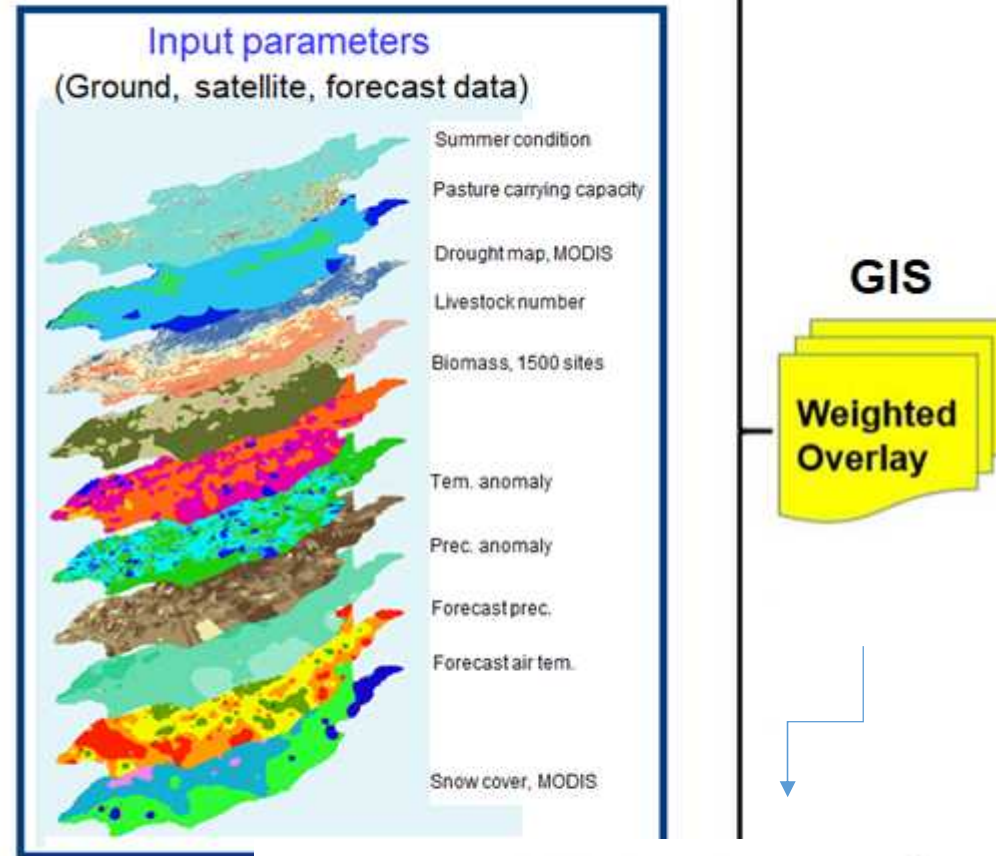 Input parameters
(Ground, satellite, forecast data)
Summer condition
Pasture carrying capacity
Drought map, MODIS
Livestock number
Biomass, 1500 sites
Tem. anomaly
Prec. anomaly
Forecast prec.
Forecast air tem.
Snow cover, MODIS
GIS
Weighted
Overlay